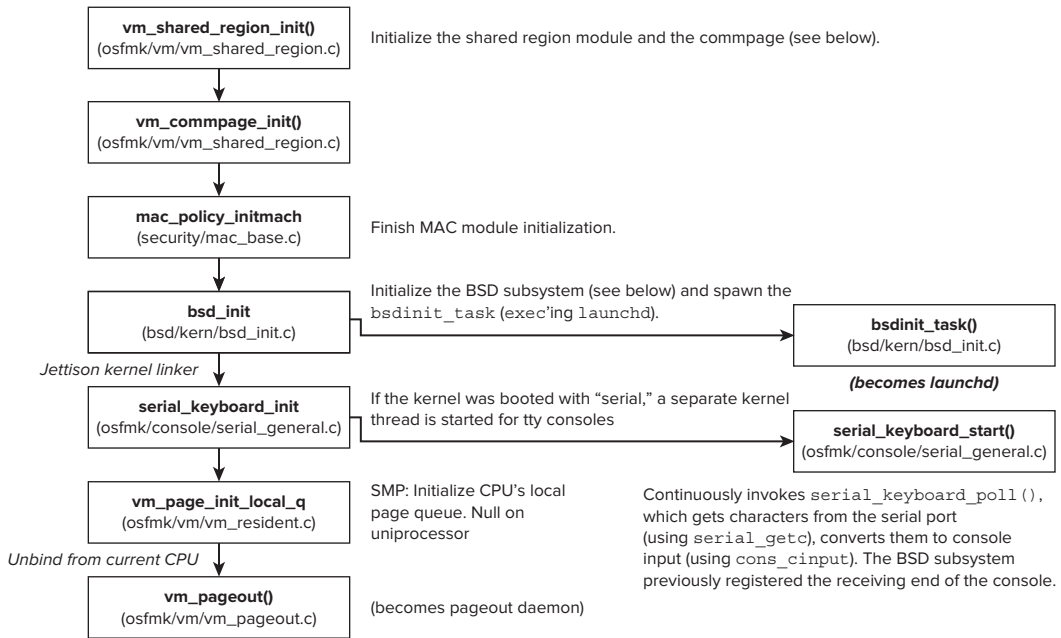 vm_shared_region_init()
(osfmk/vm/vm_shared_region.c)
Initialize the shared region module and the commpage (see below).
vm_commpage_init()
(osfmk/vm/vm_shared_region.c)
mac_policy_initmach
(security/mac_base.c)
Finish MAC module initialization.
bsd_init
(bsd/kern/bsd_init.c)
Initialize the BSD subsystem (see below) and spawn the
bsdinit_task (exec'ing launchd).
bsdinit_task()
(bsd/kern/bsd_init.c)
(becomes launchd)
Jettison kernel linker
serial_keyboard_init
(osfmk/console/serial_general.c)
If the kernel was booted with “serial,” a separate kernel
thread is started for tty consoles
serial_keyboard_start()
(osfmk/console/serial_general.c)
vm_page_init_local_q
(osfmk/vm/vm_resident.c)
SMP: Initialize CPU's local
page queue. Null on
uniprocessor
Continuously invokes serial_keyboard_poll(),
which gets characters from the serial port
(using serial_getc), converts them to console
input (using cons_cinput). The BSD subsystem
previously registered the receiving end of the console.
Unbind from current CPU
vm_pageout()
(osfmk/vm/vm_pageout.c)
(becomes pageout daemon)